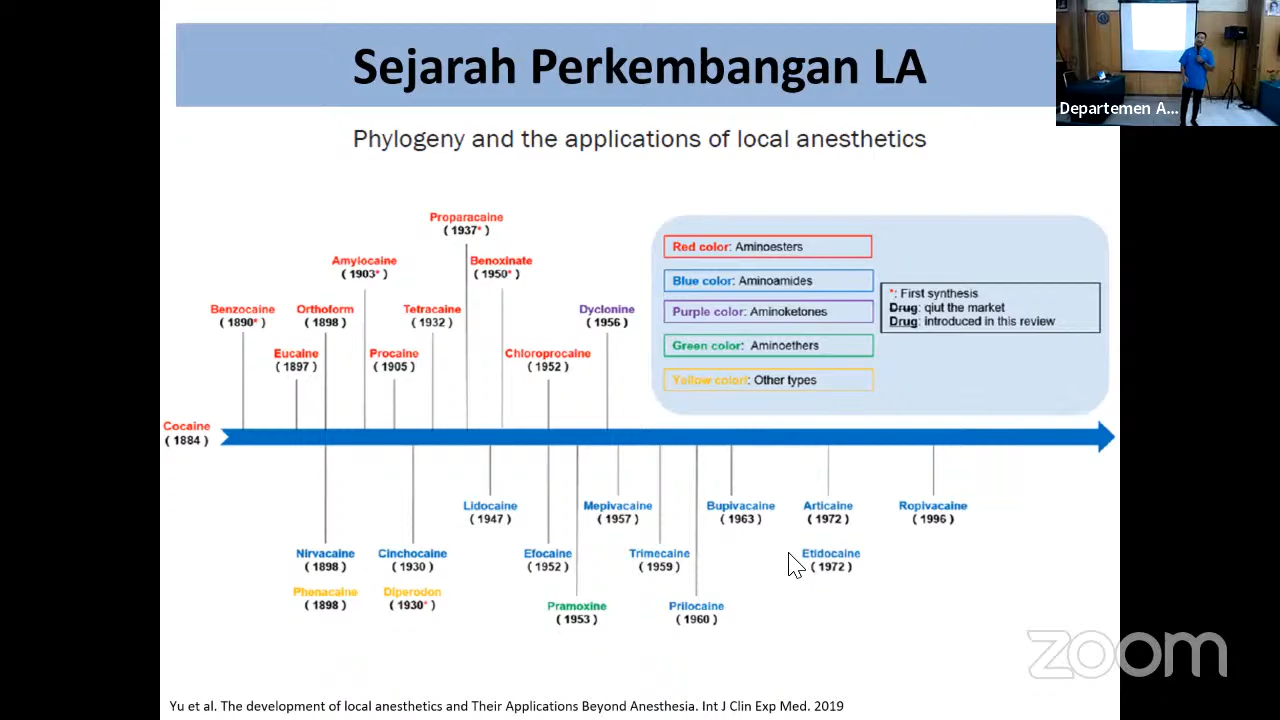 Sejarah Perkembangan LA
Departemen A...
Phylogeny and the applications of local anesthetics
Proparacaine
( 1937* )
Amylocaine
( 1903* )
Benoxinate
( 1950* )
Benzocaine
( 1890* )
Orthoform
( 1898 )
Tetracaine
( 1932 )
Dyclonine
( 1956 )
Eucaine
( 1897 )
Procaine
( 1905 )
Chloroprocaine
( 1952 )
Cocaine
( 1884 )
Red color: Aminoesters
Blue color: Aminoamides
Purple color: Aminoketones
Green color: Aminoethers
Yellow colort: Other types
*: First synthesis
Drug: qiut the market
Drug: introduced in this review
Lidocaine
( 1947 )
Mepivacaine
( 1957 )
Bupivacaine
( 1963 )
Articaine
( 1972 )
Ropivacaine
( 1996 )
Nirvacaine
( 1898 )
Cinchocaine
( 1930 )
Efocaine
( 1952 )
Trimecaine
( 1959 )
Etidocaine
( 1972 )
Phenacaine
( 1898 )
Diperodon
( 1930* )
Pramoxine
( 1953 )
Prilocaine
( 1960 )
zoom
Yu et al. The development of local anesthetics and Their Applications Beyond Anesthesia. Int J Clin Exp Med. 2019